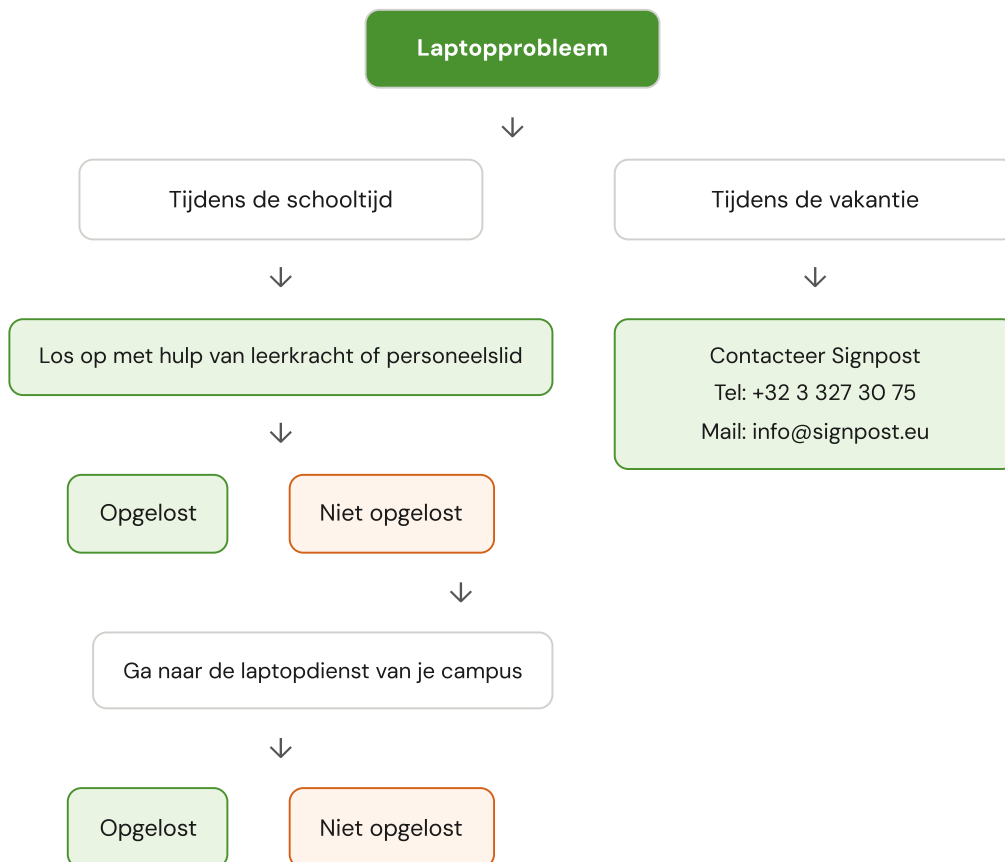 Laptopprobleem
Tijdens de schooltijd
Tijdens de vakantie
Los op met hulp van leerkracht of personeelslid
Contacteer Signpost
Tel: +32 3 327 30 75
Mail: info@signpost.eu
Opgelost
Niet opgelost
Ga naar de laptopdienst van je campus
Opgelost
Niet opgelost